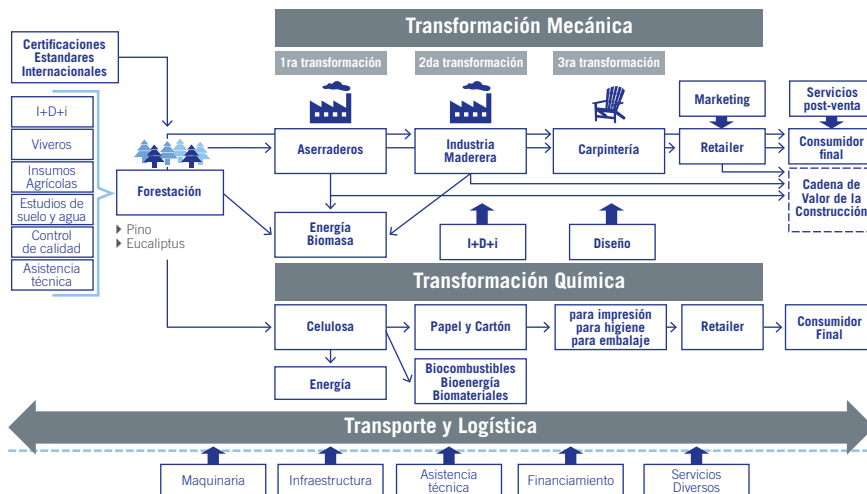 Transformación Mecánica
Certificaciones
Estandares
Internacionales
1ra transformación
2da transformación
3ra transformación
I+D+i
Viveros
Insumos
Agrícolas
Estudios de
suelo y agua
Control
de calidad
Asistencia
técnica
Forestación
Pino
Eucaliptus
Aserraderos
Industria
Maderera
Carpintería
Marketing
Retailer
Servicios
post-venta
Consumidor
final
Cadena de
Valor de la
Construcción
Energía
Biomasa
I+D+i
Diseño
Transformación Química
Celulosa
Papel y Cartón
para impresión
para higiene
para embalaje
Retailer
Consumidor
Final
Energía
Biocombustibles
Bioenergía
Biomateriales
Transporte y Logística
Maquinaria
Infraestructura
Asistencia
técnica
Financiamiento
Servicios
Diversos